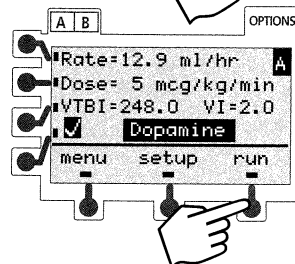 A B
OPTIONS
Rate=12.9 ml/hr A
Dose= 5 mcg/kg/min
VTBI=248.0 VI=2.0
Dopamine
menu setup run